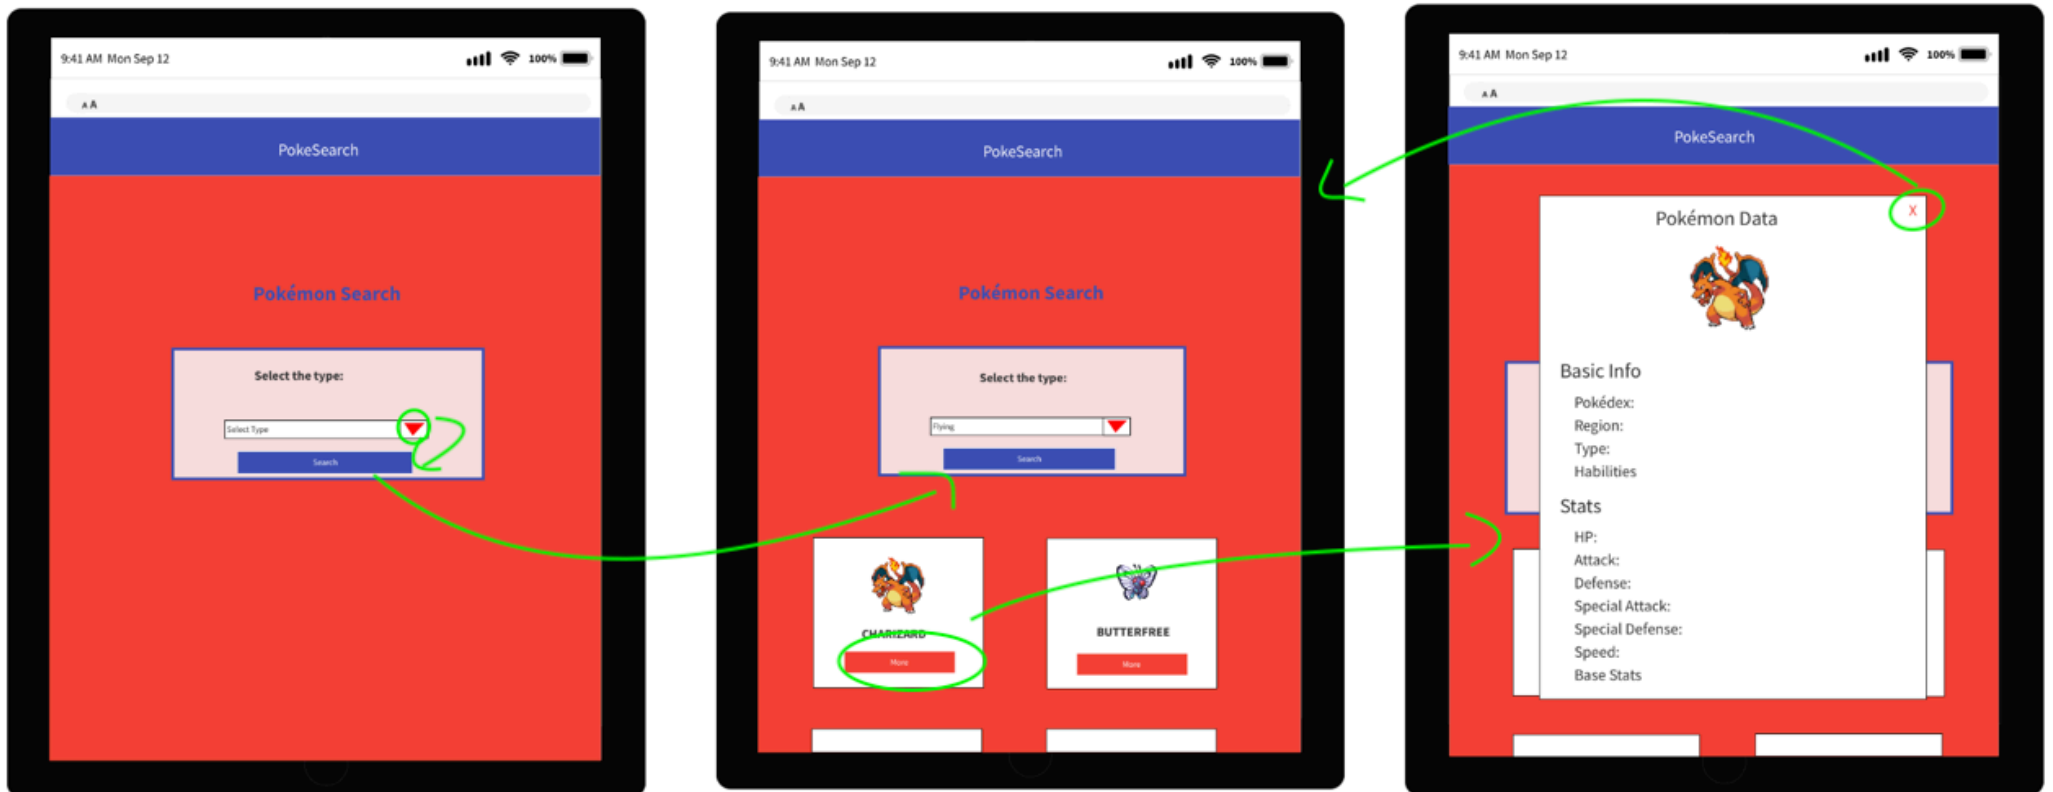 9:41 AM Mon Sep 12
100%
A A
PokeSearch
Pokémon Search
Select the type:
Select Type
Search
9:41 AM Mon Sep 12
100%
A A
PokeSearch
Pokémon Search
Select the type:
Flying
Search
CHARIZARD
More
BUTTERFREE
More
9:41 AM Mon Sep 12
100%
A A
PokeSearch
Pokémon Data
X
Basic Info
Pokédex:
Region:
Type:
Habilities
Stats
HP:
Attack:
Defense:
Special Attack:
Special Defense:
Speed:
Base Stats